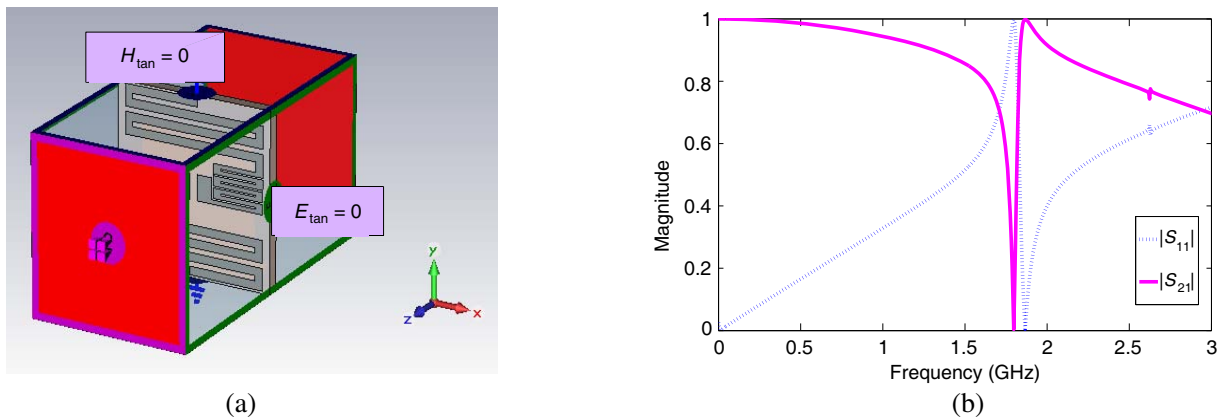 H_tan = 0
E_tan = 0
y
z
x
2
(a)
1
0.8
0.6
0.4
0.2
0
Magnitude
0
0.5
1
1.5
2
2.5
3
Frequency (GHz)
|S_11|
|S_21|
(b)